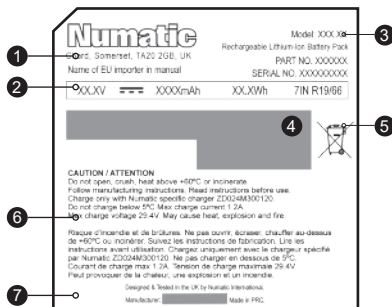 Numatic
Model: XXX.XX
3
1
Chard, Somerset, TA20 2GB, UK
Rechargeable Lithium-Ion Battery Pack
Name of EU importer in manual
PART NO. XXXXXX
SERIAL NO. XXXXXXXXX
2
XX.XV XXXXmAh XX.XWh 7IN R19/66
4
5
CAUTION / ATTENTION
Do not open, crush, heat above +60°C or incinerate.
Follow manufacturing instructions. Read instructions before use.
Charge only with Numatic specific charger ZD024M300120.
Do not charge below 5°C Max charge current 1.2A.
6
Max charge voltage 29.4V. May cause heat, explosion and fire
Risque d'incendie et de brûlures. Ne pas ouvrir, écraser, chauffer au-dessus
de +60°C ou incinérer. Suivez les instructions de fabrication. Lire les
instructions avant utilisation. Chargez uniquement avec le chargeur spécifié
par Numatic ZD024M300120. Ne pas charger en dessous de 5°C.
Courant de charge max 1.2A. Tension de charge maximale 29.4V
Peut provoquer de la chaleur, une explosion et un incendie.
7
Designed & Tested in the UK by Numatic International.
Manufacturer: Made in PRC.